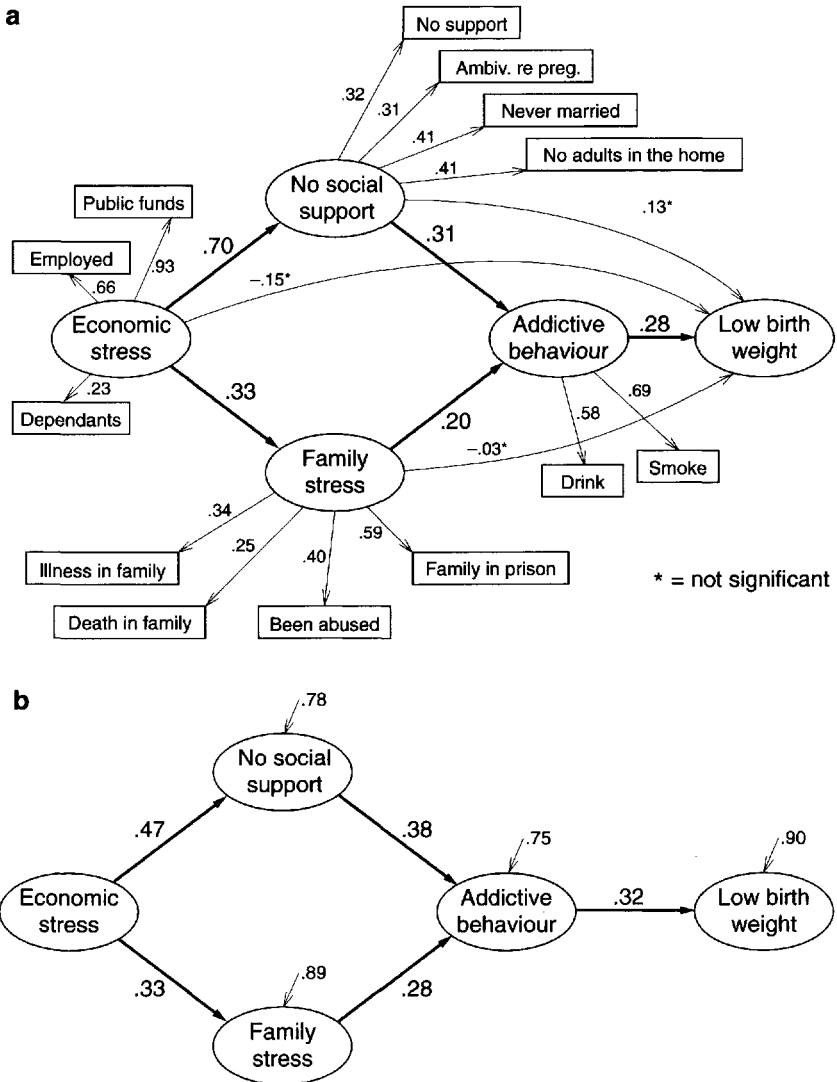 a
No support
Ambiv. re preg.
Never married
No adults in the home
.32
.31
.41
.41
No social
support
Public funds
Employed
.93
.66
.70
.31
.13*
–.15*
Economic
stress
Addictive
behaviour
.28
Low birth
weight
.23
Dependants
.33
.20
–.03*
.58
.69
Drink
Smoke
Family
stress
.34
.25
.40
.59
Illness in family
Death in family
Been abused
Family in prison
* = not significant
b
.78
No social
support
.47
.38
.75
.90
Economic
stress
Addictive
behaviour
.32
Low birth
weight
.33
.89
.28
Family
stress